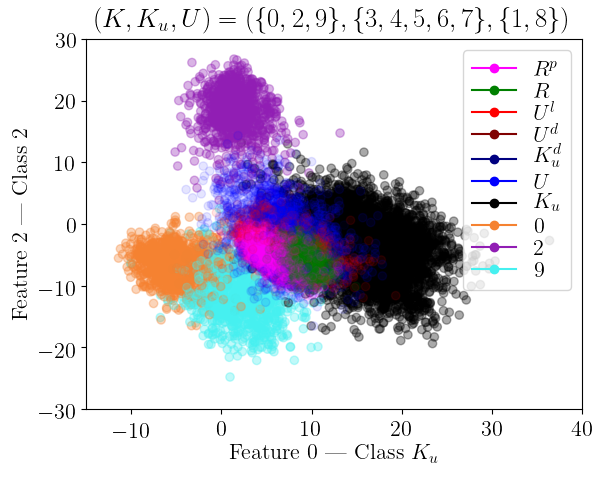 (K, K_u, U) = ({0, 2, 9}, {3, 4, 5, 6, 7}, {1, 8})
30
20
10
0
−10
−20
−30
Feature 2 — Class 2
R^p
R
U^l
U^d
K_u^d
U
K_u
0
2
9
−10 0 10 20 30 40
Feature 0 — Class K_u